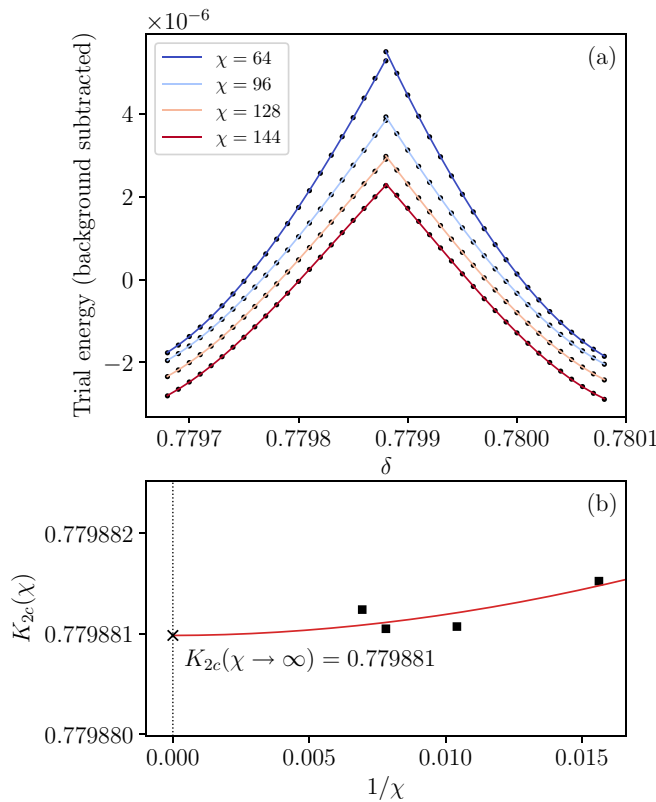 ×10⁻⁶
(a)
χ = 64
χ = 96
χ = 128
χ = 144
Trial energy (background subtracted)
4
2
0
−2
0.7797
0.7798
0.7799
0.7780
0.7801
δ
(b)
0.779882
0.779881
0.779880
K₂c(χ)
K₂c(χ → ∞) = 0.779881
0.000
0.005
0.010
0.015
1/χ